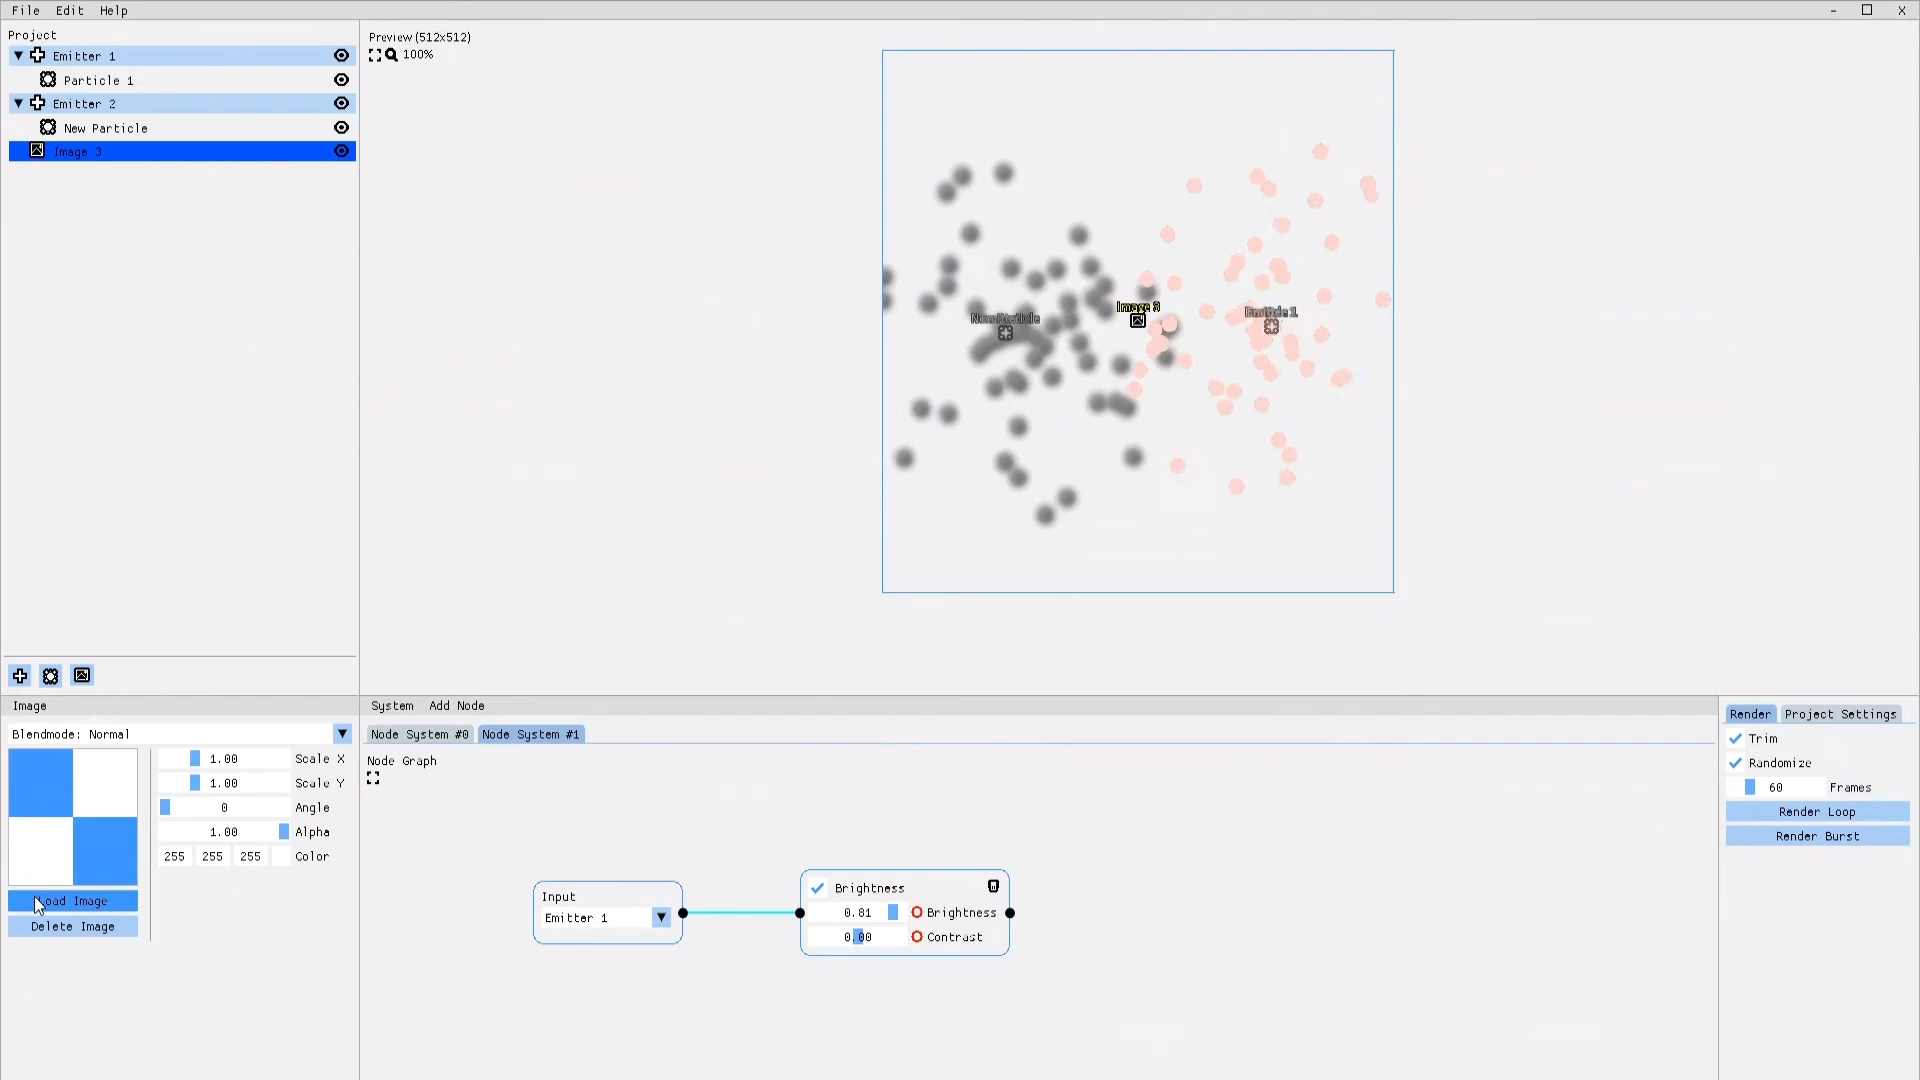 File Edit Help
- X
Project
Emitter 1
Particle 1
Emitter 2
New Particle
Image 3
Preview (512x512)
100%
New Particle
Image 3
Image
Blendmode: Normal
1.00 Scale X
1.00 Scale Y
0 Angle
1.00 Alpha
255 255 255 Color
Load Image
Delete Image
System Add Node
Node System #0 Node System #1
Node Graph
Input
Emitter 1
Brightness
0.81 Brightness
0.00 Contrast
Render Project Settings
Trim
Randomize
60 Frames
Render Loop
Render Burst